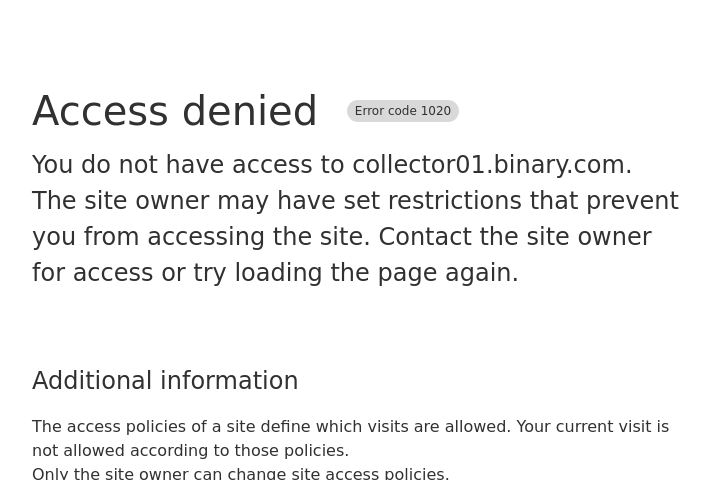 Access denied Error code 1020
You do not have access to collector01.binary.com.
The site owner may have set restrictions that prevent
you from accessing the site. Contact the site owner
for access or try loading the page again.
Additional information
The access policies of a site define which visits are allowed. Your current visit is
not allowed according to those policies.
Only the site owner can change site access policies.